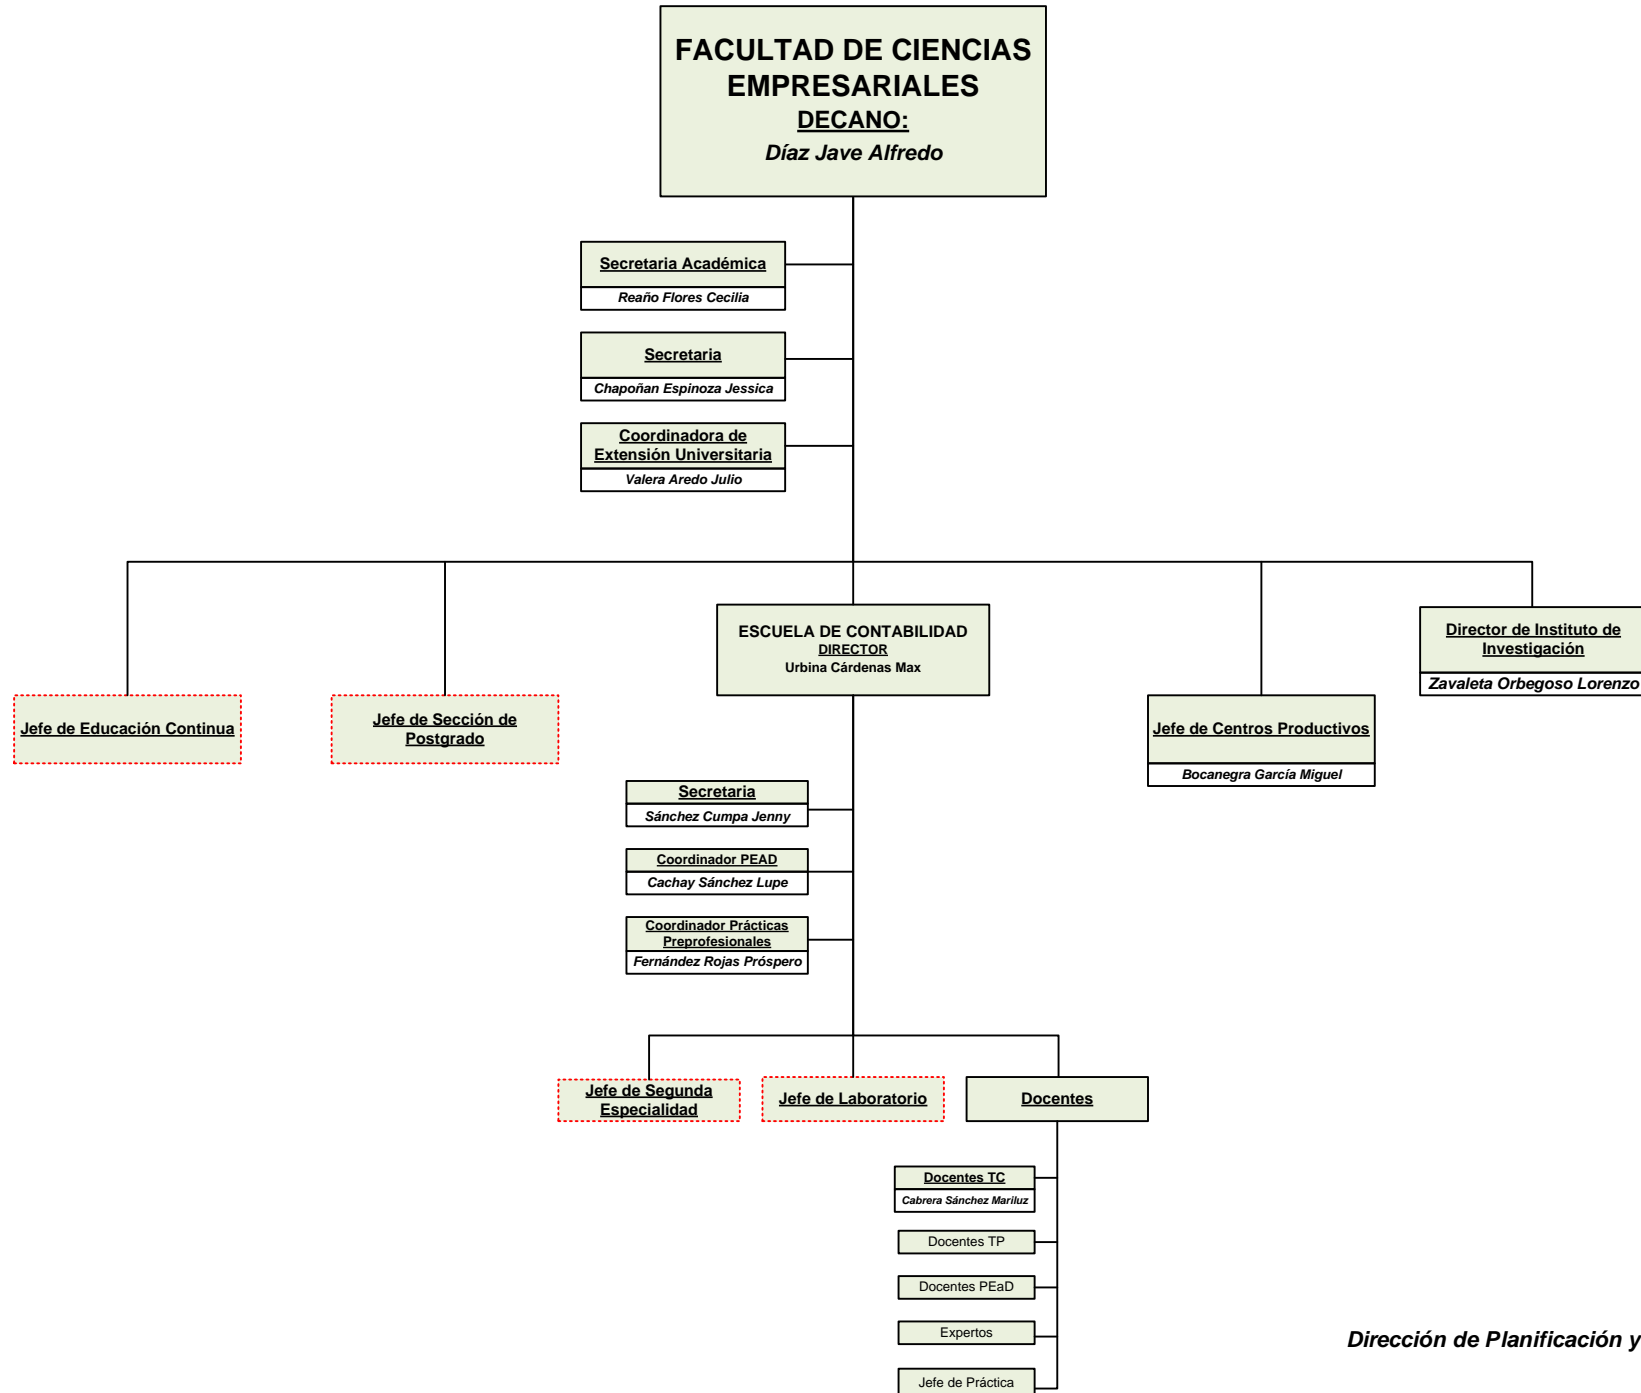 FACULTAD DE CIENCIAS
EMPRESARIALES
DECANO:
Díaz Jave Alfredo
Secretaria Académica
Reaño Flores Cecilia
Secretaria
Chapoñan Espinoza Jessica
Coordinadora de
Extensión Universitaria
Valera Aredo Julio
Jefe de Educación Continua
Jefe de Sección de
Postgrado
ESCUELA DE CONTABILIDAD
DIRECTOR
Urbina Cárdenas Max
Jefe de Centros Productivos
Bocanegra García Miguel
Director de Instituto de
Investigación
Zavaleta Orbegoso Lorenzo
Secretaria
Sánchez Cumpa Jenny
Coordinador PEAD
Cachay Sánchez Lupe
Coordinador Prácticas
Preprofesionales
Fernández Rojas Próspero
Jefe de Segunda
Especialidad
Jefe de Laboratorio
Docentes
Docentes TC
Cabrera Sánchez Mariluz
Docentes TP
Docentes PEaD
Expertos
Jefe de Práctica
Dirección de Planificación y